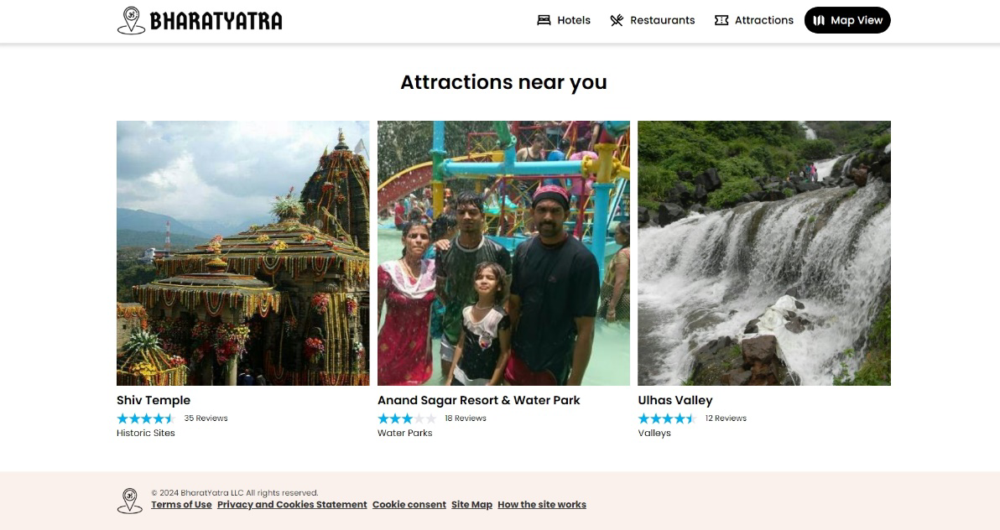 BHARATYATRA
Hotels Restaurants Attractions Map View
Attractions near you
Shiv Temple
35 Reviews
Historic Sites
Anand Sagar Resort & Water Park
18 Reviews
Water Parks
Ulhas Valley
12 Reviews
Valleys
© 2024 BharatYatra LLC All rights reserved.
Terms of Use Privacy and Cookies Statement Cookie consent Site Map How the site works